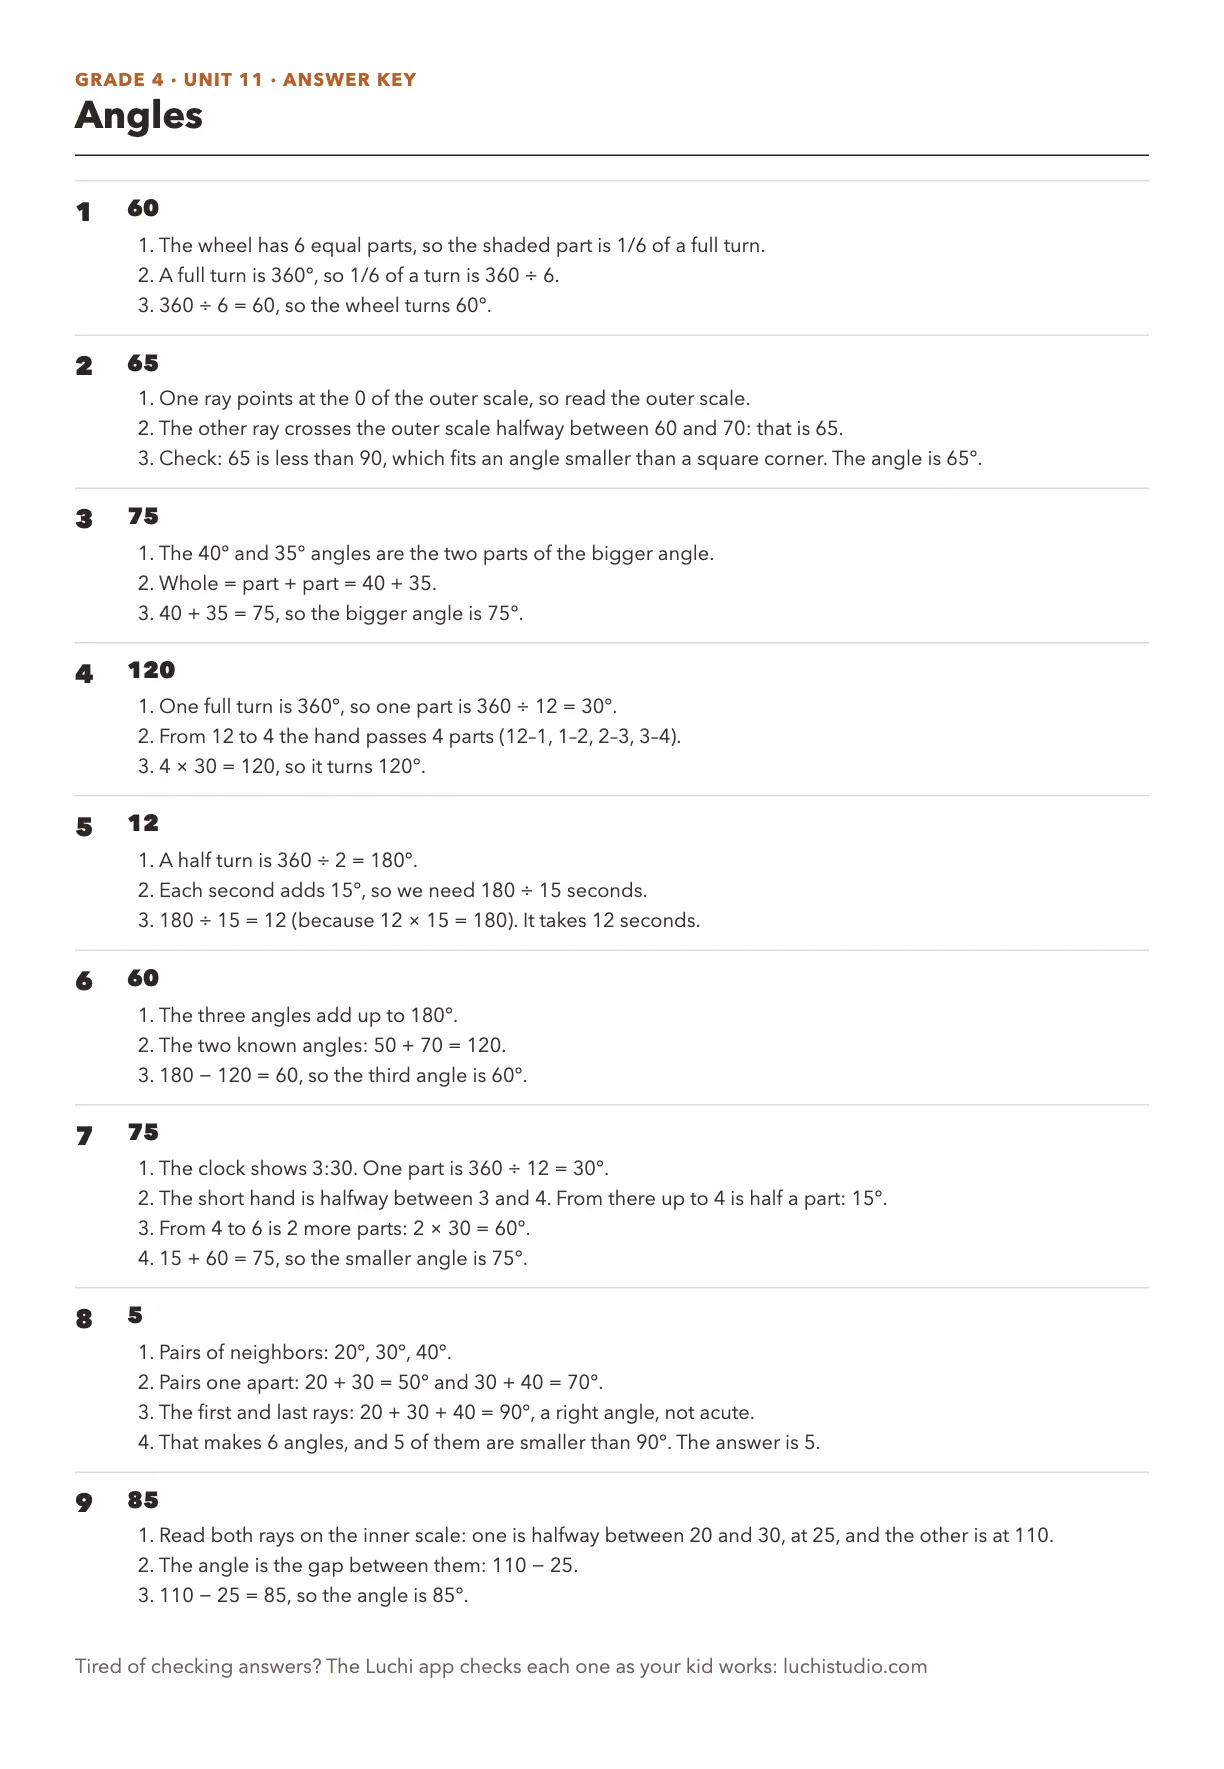 GRADE 4 · UNIT 11 · ANSWER KEY
Angles
1 60
1. The wheel has 6 equal parts, so the shaded part is 1/6 of a full turn.
2. A full turn is 360°, so 1/6 of a turn is 360 ÷ 6.
3. 360 ÷ 6 = 60, so the wheel turns 60°.
2 65
1. One ray points at the 0 of the outer scale, so read the outer scale.
2. The other ray crosses the outer scale halfway between 60 and 70: that is 65.
3. Check: 65 is less than 90, which fits an angle smaller than a square corner. The angle is 65°.
3 75
1. The 40° and 35° angles are the two parts of the bigger angle.
2. Whole = part + part = 40 + 35.
3. 40 + 35 = 75, so the bigger angle is 75°.
4 120
1. One full turn is 360°, so one part is 360 ÷ 12 = 30°.
2. From 12 to 4 the hand passes 4 parts (12–1, 1–2, 2–3, 3–4).
3. 4 × 30 = 120, so it turns 120°.
5 12
1. A half turn is 360 ÷ 2 = 180°.
2. Each second adds 15°, so we need 180 ÷ 15 seconds.
3. 180 ÷ 15 = 12 (because 12 × 15 = 180). It takes 12 seconds.
6 60
1. The three angles add up to 180°.
2. The two known angles: 50 + 70 = 120.
3. 180 − 120 = 60, so the third angle is 60°.
7 75
1. The clock shows 3:30. One part is 360 ÷ 12 = 30°.
2. The short hand is halfway between 3 and 4. From there up to 4 is half a part: 15°.
3. From 4 to 6 is 2 more parts: 2 × 30 = 60°.
4. 15 + 60 = 75, so the smaller angle is 75°.
8 5
1. Pairs of neighbors: 20°, 30°, 40°.
2. Pairs one apart: 20 + 30 = 50° and 30 + 40 = 70°.
3. The first and last rays: 20 + 30 + 40 = 90°, a right angle, not acute.
4. That makes 6 angles, and 5 of them are smaller than 90°. The answer is 5.
9 85
1. Read both rays on the inner scale: one is halfway between 20 and 30, at 25, and the other is at 110.
2. The angle is the gap between them: 110 − 25.
3. 110 − 25 = 85, so the angle is 85°.
Tired of checking answers? The Luchi app checks each one as your kid works: luchistudio.com